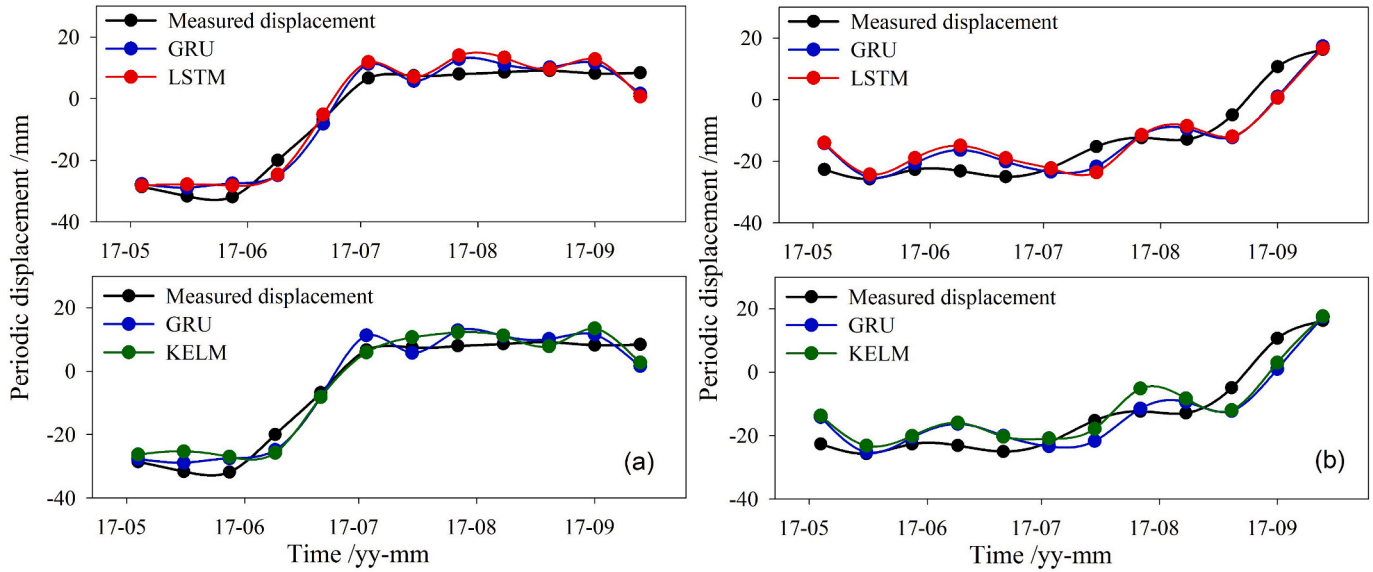 Periodic displacement /mm
20
0
-20
-40
Measured displacement
GRU
LSTM
17-05
17-06
17-07
17-08
17-09
20
0
-20
-40
Measured displacement
GRU
KELM
(a)
17-05
17-06
17-07
17-08
17-09
Time /yy-mm
Periodic displacement /mm
20
0
-20
-40
Measured displacement
GRU
LSTM
17-05
17-06
17-07
17-08
17-09
20
0
-20
-40
Measured displacement
GRU
KELM
(b)
17-05
17-06
17-07
17-08
17-09
Time /yy-mm